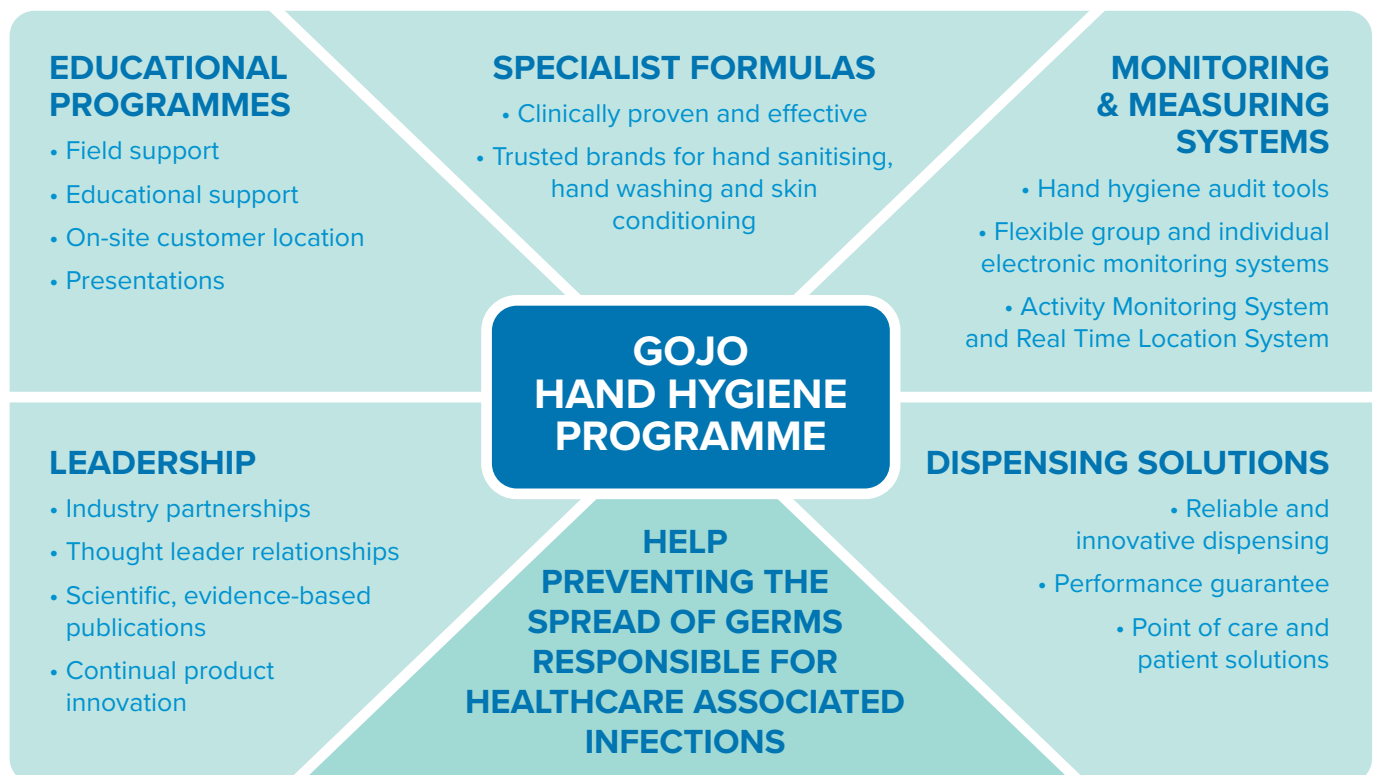 EDUCATIONAL
PROGRAMMES
• Field support
• Educational support
• On-site customer location
• Presentations
SPECIALIST FORMULAS
• Clinically proven and effective
• Trusted brands for hand sanitising,
hand washing and skin
conditioning
MONITORING
& MEASURING
SYSTEMS
• Hand hygiene audit tools
• Flexible group and individual
electronic monitoring systems
• Activity Monitoring System
and Real Time Location System
GOJO
HAND HYGIENE
PROGRAMME
LEADERSHIP
• Industry partnerships
• Thought leader relationships
• Scientific, evidence-based
publications
• Continual product
innovation
HELP
PREVENTING THE
SPREAD OF GERMS
RESPONSIBLE FOR
HEALTHCARE ASSOCIATED
INFECTIONS
DISPENSING SOLUTIONS
• Reliable and
innovative dispensing
• Performance guarantee
• Point of care and
patient solutions